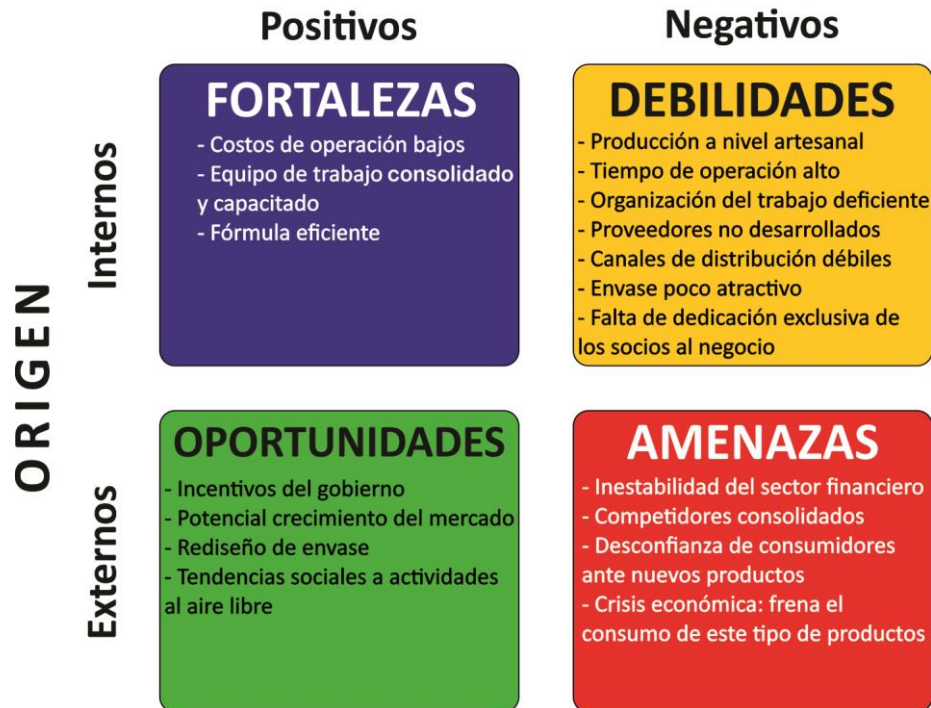 Positivos
Negativos
ORIGEN
Internos
FORTALEZAS
- Costos de operación bajos
- Equipo de trabajo consolidado
y capacitado
- Fórmula eficiente
DEBILIDADES
- Producción a nivel artesanal
- Tiempo de operación alto
- Organización del trabajo deficiente
- Proveedores no desarrollados
- Canales de distribución débiles
- Envase poco atractivo
- Falta de dedicación exclusiva de
los socios al negocio
Externos
OPORTUNIDADES
- Incentivos del gobierno
- Potencial crecimiento del mercado
- Rediseño de envase
- Tendencias sociales a actividades
al aire libre
AMENAZAS
- Inestabilidad del sector financiero
- Competidores consolidados
- Desconfianza de consumidores
ante nuevos productos
- Crisis económica: frena el
consumo de este tipo de productos